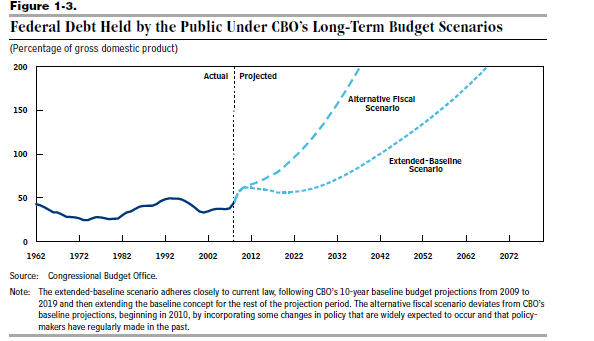 Figure 1-3.
Federal Debt Held by the Public Under CBO's Long-Term Budget Scenarios
(Percentage of gross domestic product)
200
Actual Projected
Alternative Fiscal
Scenario
150
100
Extended-Baseline
Scenario
50
0
1962 1972 1982 1992 2002 2012 2022 2032 2042 2052 2062 2072
Source: Congressional Budget Office.
Note: The extended-baseline scenario adheres closely to current law, following CBO's 10-year baseline budget projections from 2009 to
2019 and then extending the baseline concept for the rest of the projection period. The alternative fiscal scenario deviates from CBO's
baseline projections, beginning in 2010, by incorporating some changes in policy that are widely expected to occur and that policy-
makers have regularly made in the past.